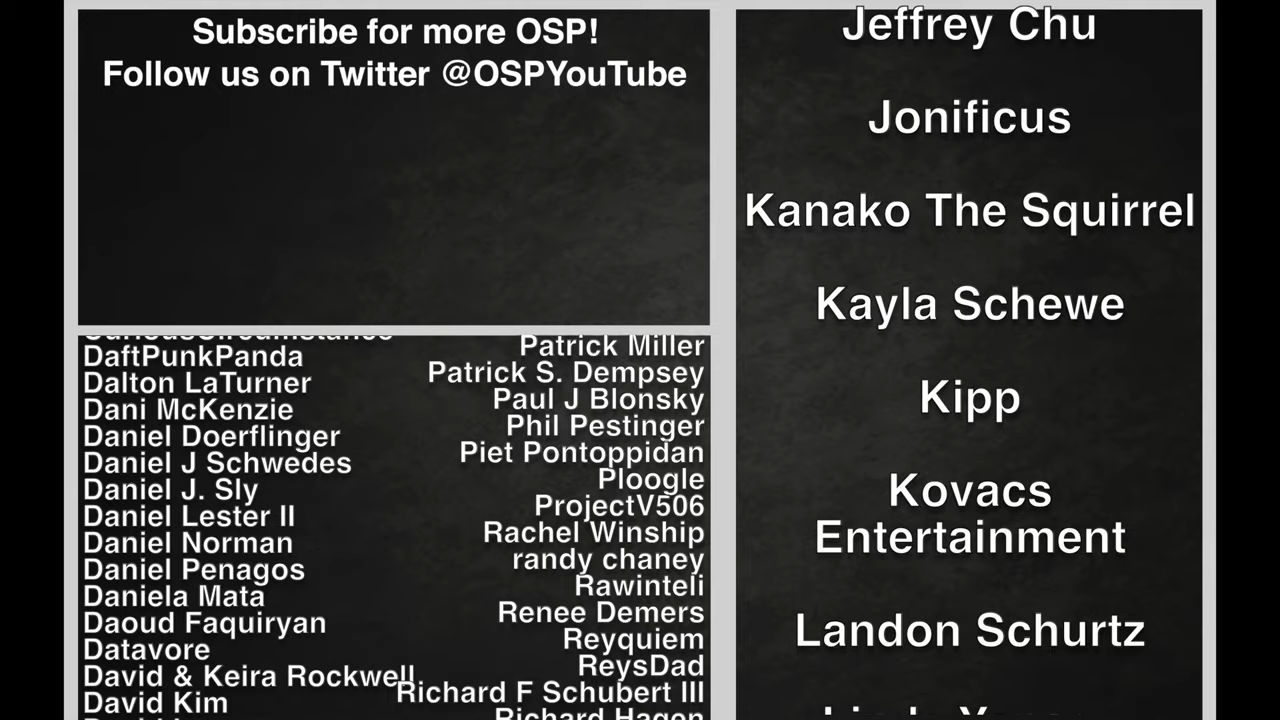 Subscribe for more OSP!
Follow us on Twitter @OSPYouTube
DaftPunkPanda
Dalton LaTurner
Dani McKenzie
Daniel Doerflinger
Daniel J Schwedes
Daniel J. Sly
Daniel Lester II
Daniel Norman
Daniel Penagos
Daniela Mata
Daoud Faquiryan
Datavore
David & Keira Rockwell
David Kim
Patrick Miller
Patrick S. Dempsey
Paul J Blonsky
Phil Pestinger
Piet Pontoppidan
Ploogle
ProjectV506
Rachel Winship
randy chaney
Rawinteli
Renee Demers
Reyquiem
ReysDad
Richard F Schubert III
Richard Hagen
Jeffrey Chu
Jonificus
Kanako The Squirrel
Kayla Schewe
Kipp
Kovacs
Entertainment
Landon Schurtz